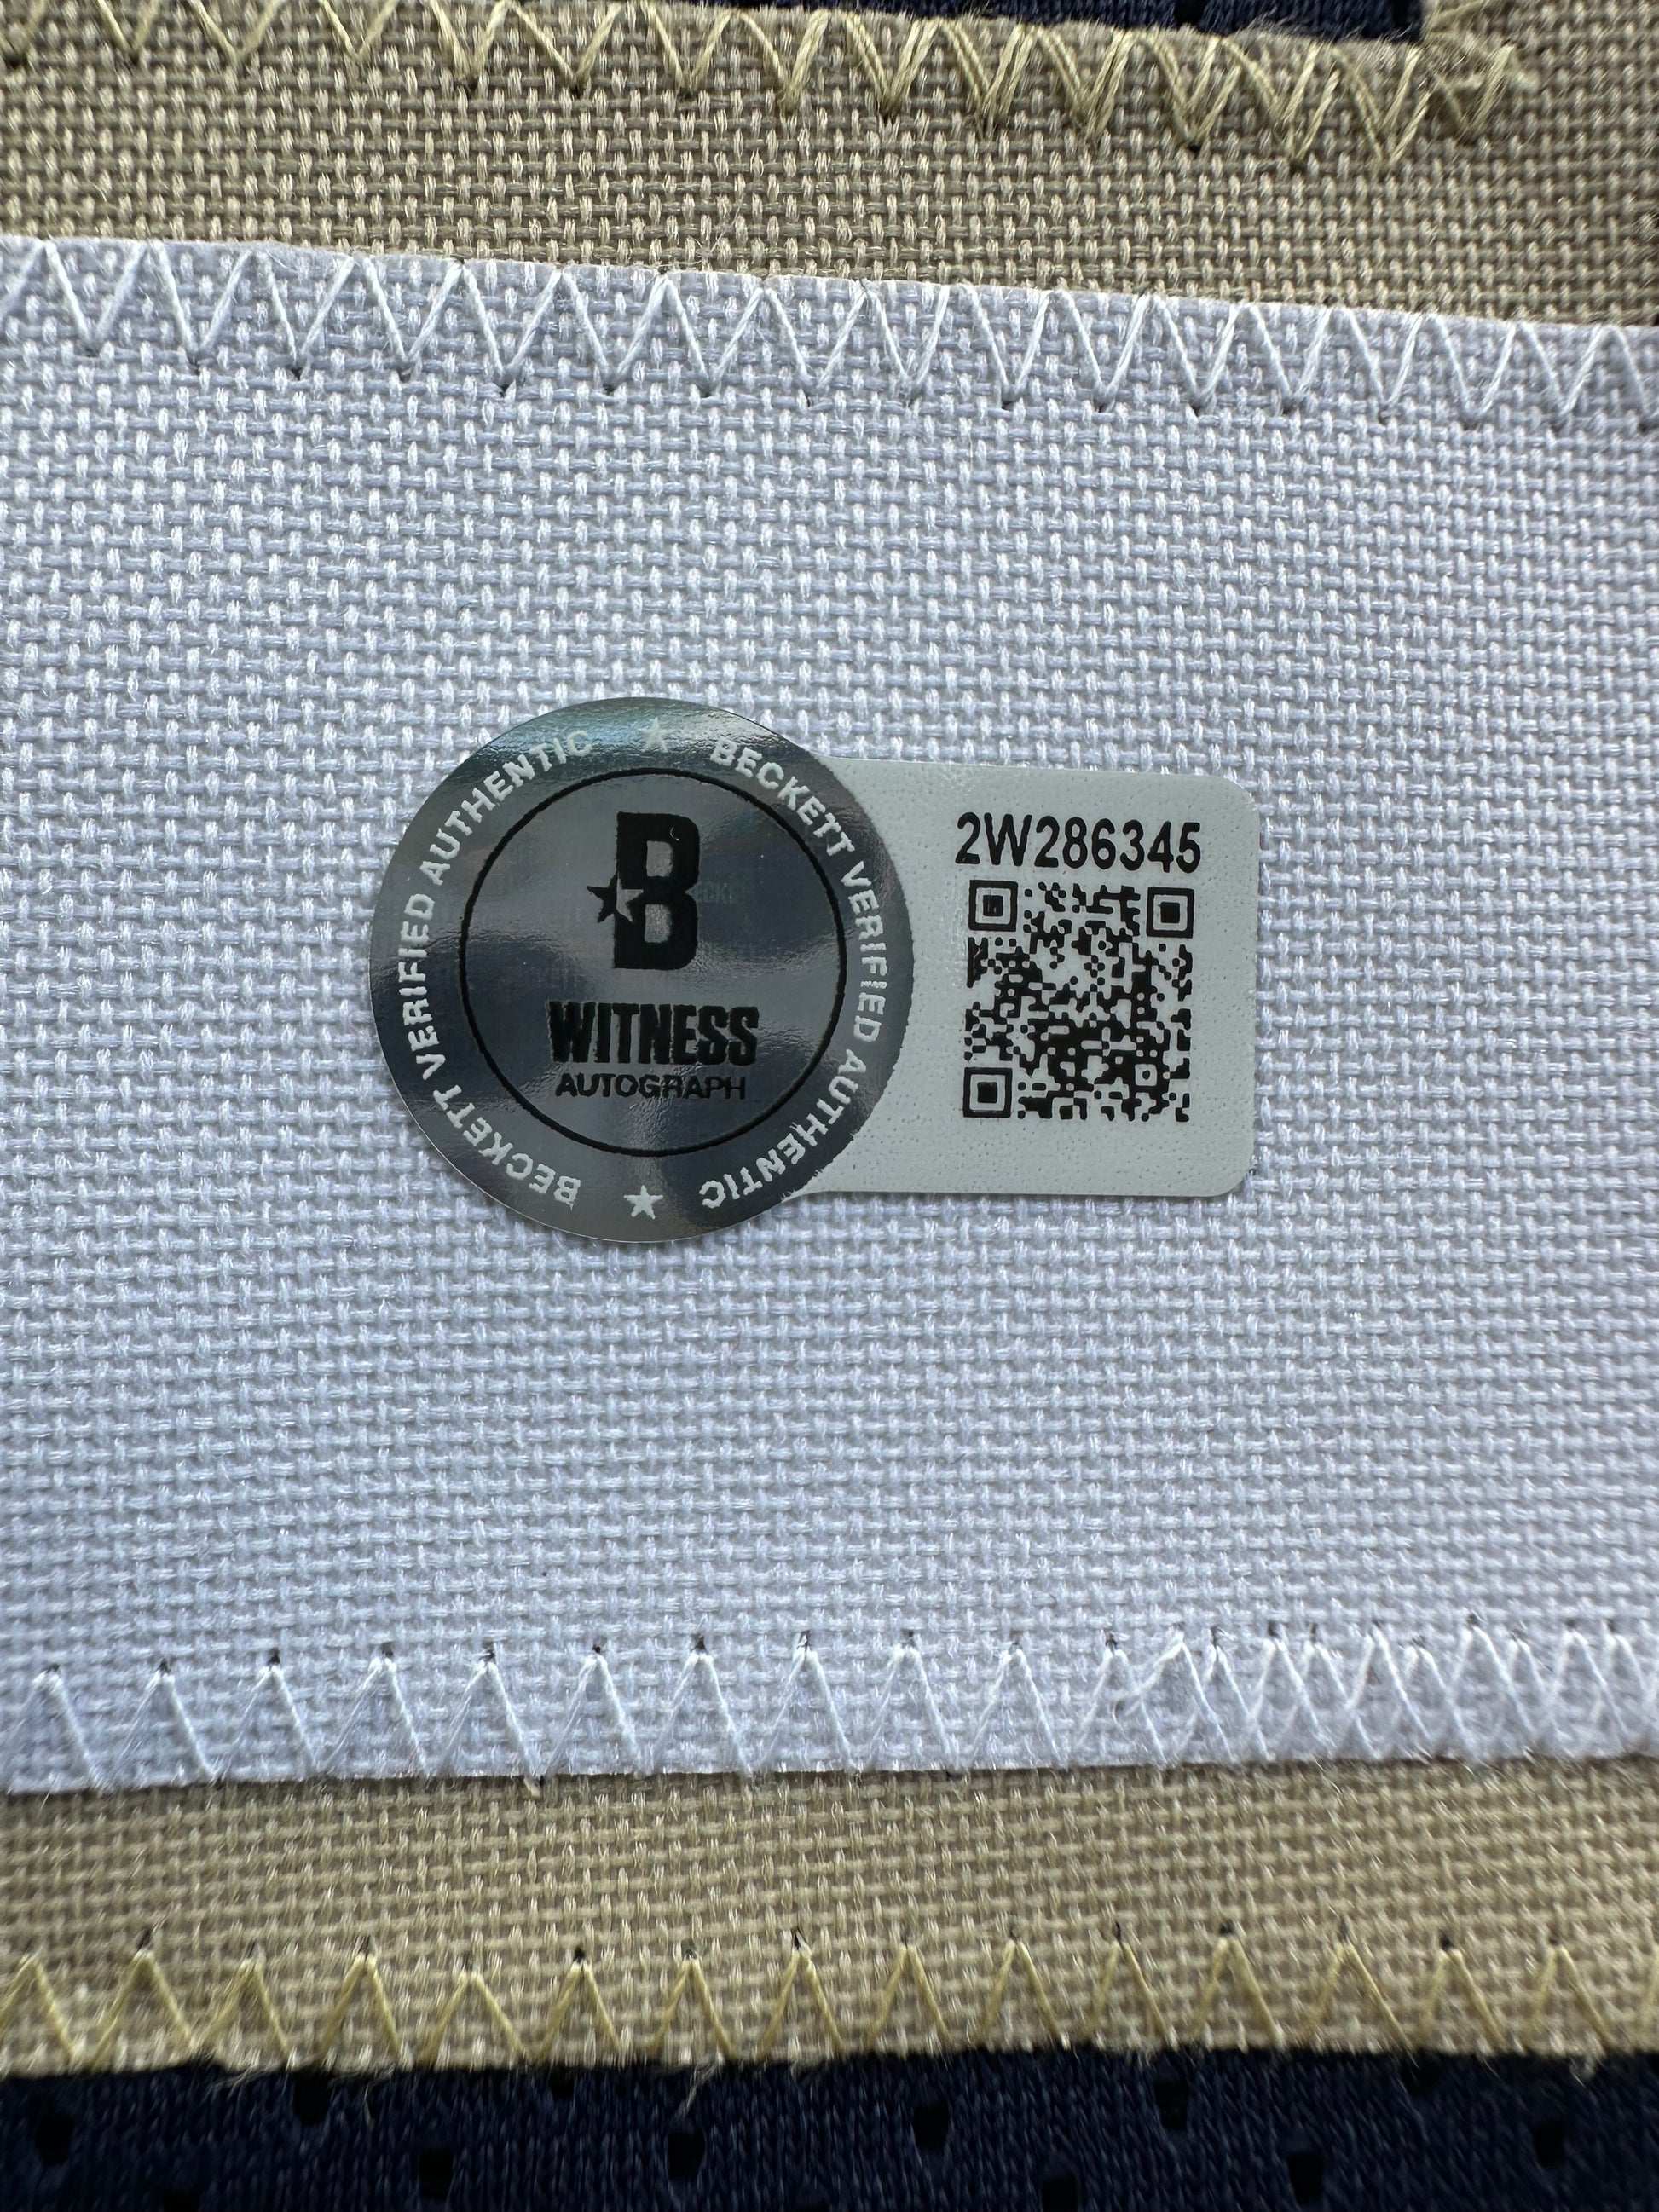 BECKETT VERIFIED AUTHENTIC ★ BECKETT VERIFIED AUTHENTIC ★
B
WITNESS
AUTOGRAPH
2W286345